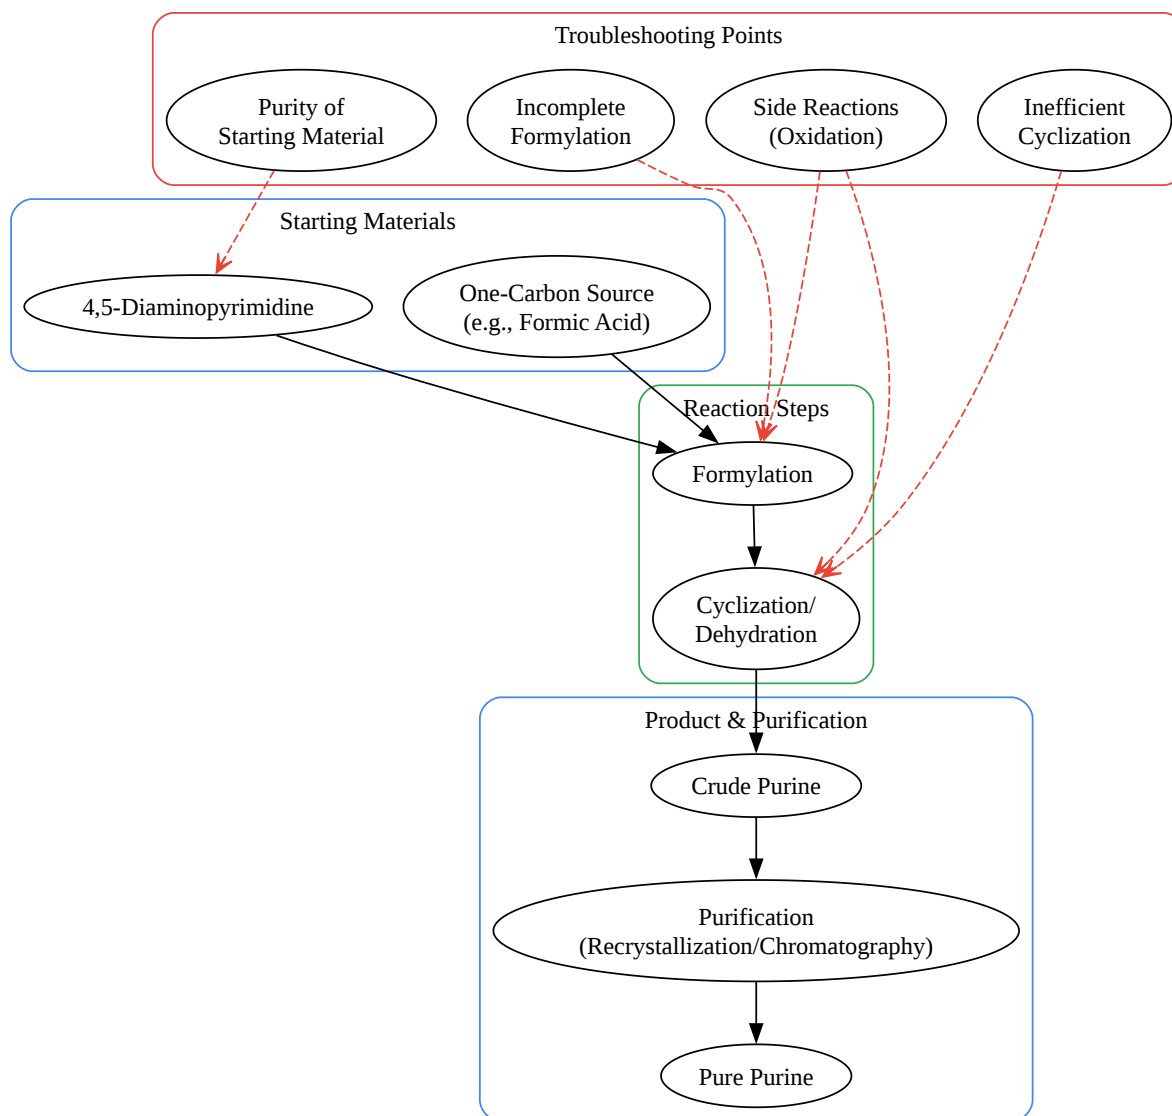 Troubleshooting Points
Purity of
Starting Material
Incomplete
Formylation
Side Reactions
(Oxidation)
Inefficient
Cyclization
Starting Materials
4,5-Diaminopyrimidine
One-Carbon Source
(e.g., Formic Acid)
Reaction Steps
Formylation
Cyclization/
Dehydration
Product & Purification
Crude Purine
Purification
(Recrystallization/Chromatography)
Pure Purine